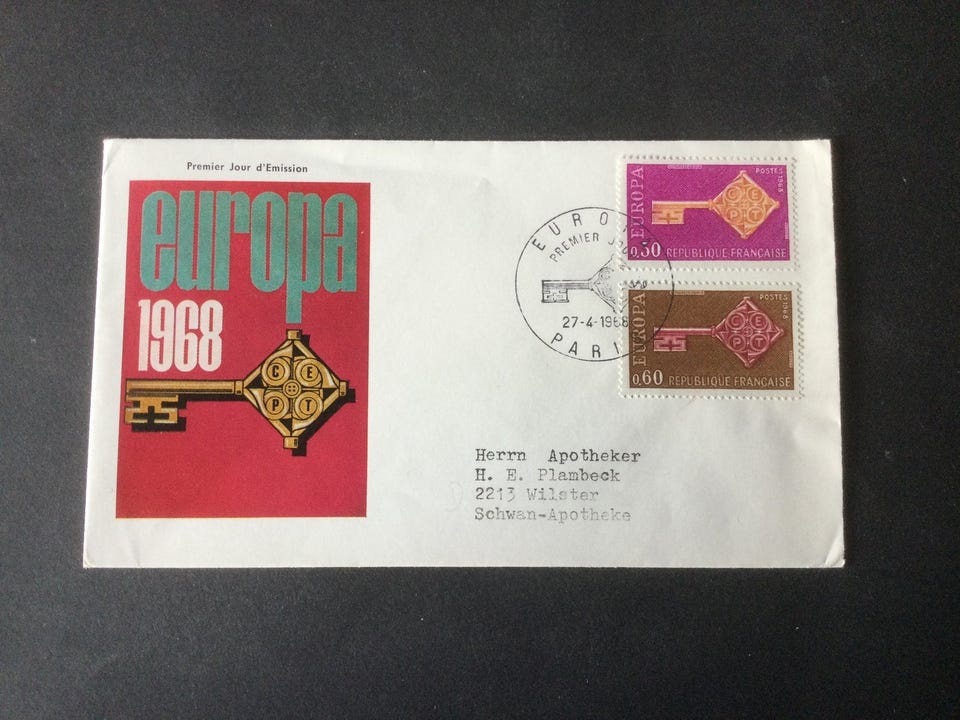 Premier Jour d'Emission
europa
1968
C E
P T
EUROPA
PREMIER JOUR
27-4-1968
PARIS
EUROPA
POSTES 1968
C E
P T
0,30 REPUBLIQUE FRANÇAISE
EUROPA
POSTES 1968
C E
P T
0,60 REPUBLIQUE FRANÇAISE
Herrn Apotheker
H. E. Plambeck
2213 Wilster
Schwan-Apotheke